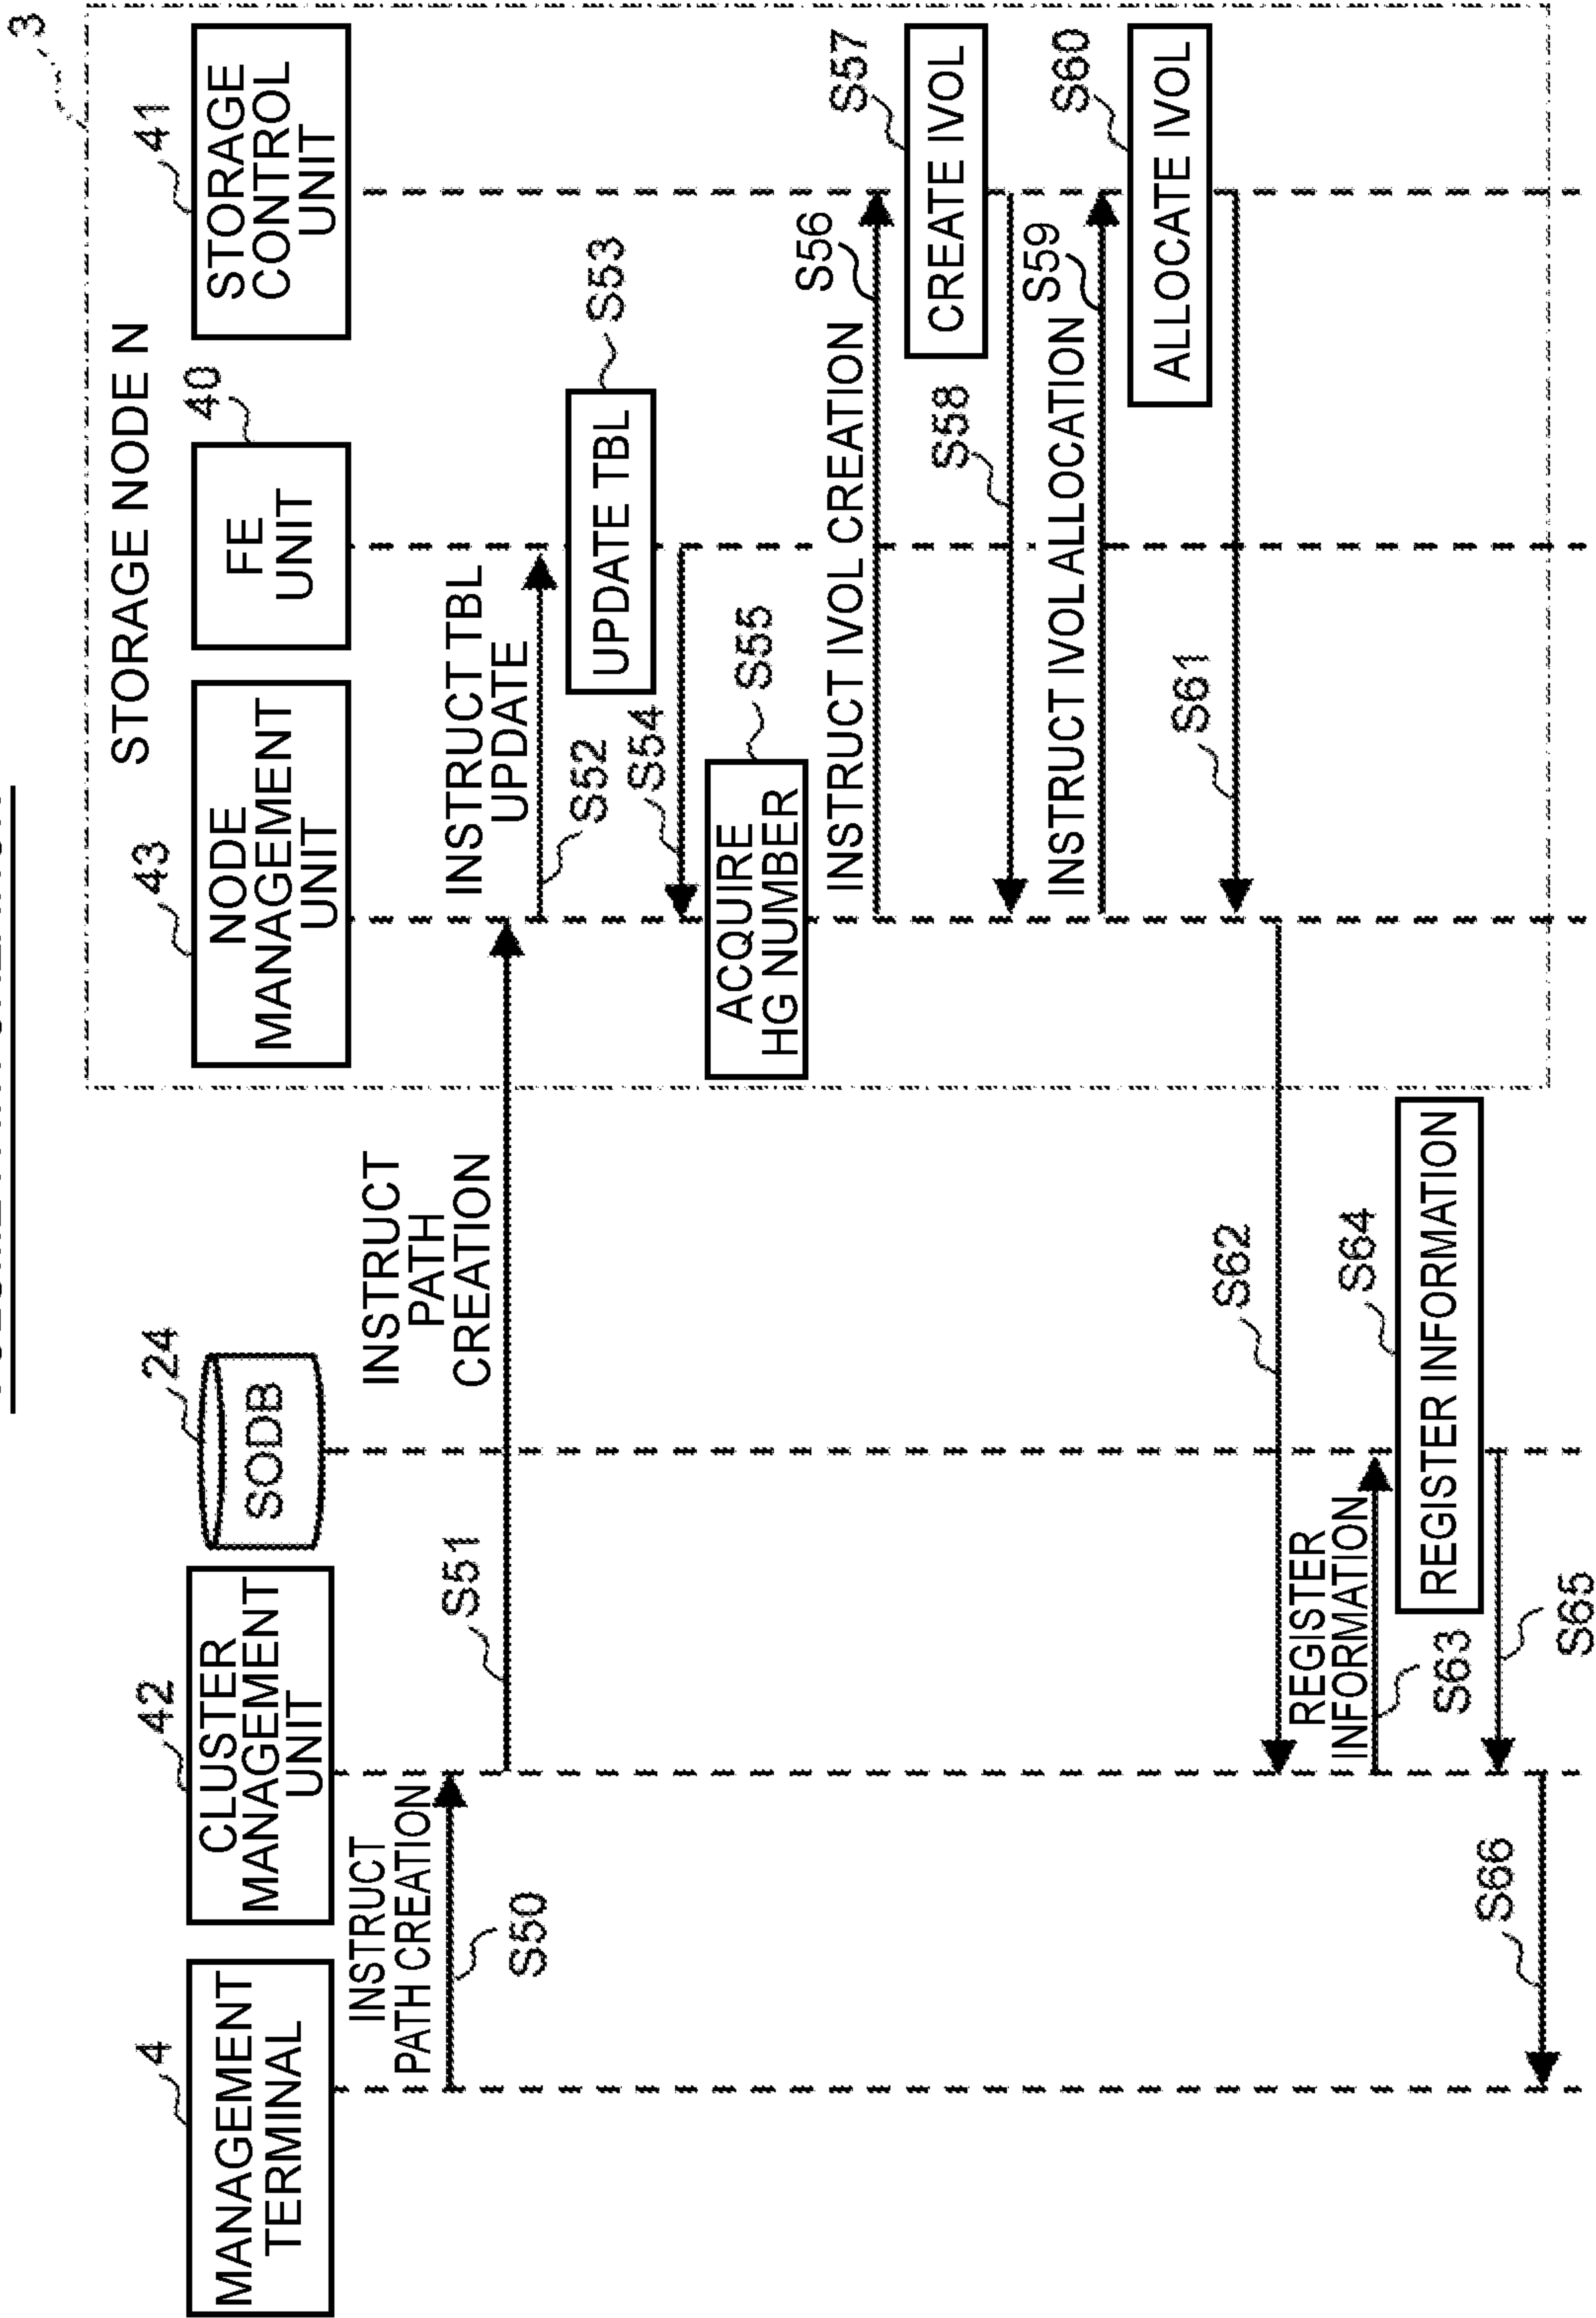 3
STORAGE NODE N
4
MANAGEMENT
TERMINAL
42
CLUSTER
MANAGEMENT
UNIT
24
SODB
43
NODE
MANAGEMENT
UNIT
40
FE
UNIT
41
STORAGE
CONTROL
UNIT
INSTRUCT
PATH CREATION
S50
S51
INSTRUCT
PATH
CREATION
INSTRUCT TBL
UPDATE
S52
UPDATE TBL
S53
S54
ACQUIRE
HG NUMBER
S55
INSTRUCT IVOL CREATION
S56
CREATE IVOL
S57
S58
INSTRUCT IVOL ALLOCATION
S59
ALLOCATE IVOL
S60
S61
S62
REGISTER
INFORMATION
S63
REGISTER INFORMATION
S64
S65
S66